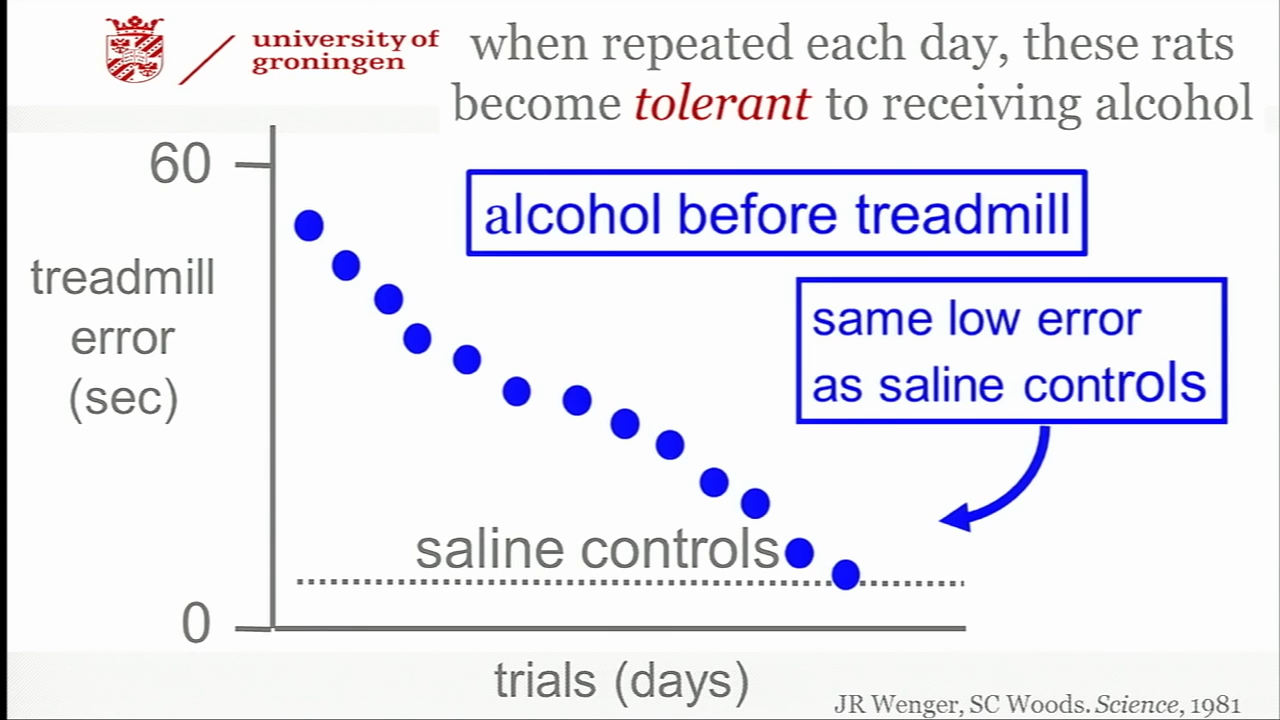 university of
groningen
when repeated each day, these rats
become tolerant to receiving alcohol
60
alcohol before treadmill
treadmill
error
(sec)
same low error
as saline controls
saline controls
0
trials (days)
JR Wenger, SC Woods. Science, 1981